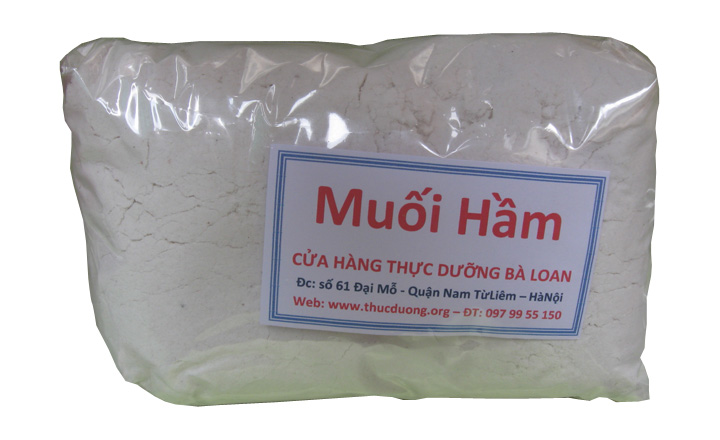 Muối Hầm
CỬA HÀNG THỰC DƯỠNG BÀ LOAN
Đc: số 61 Đại Mỗ - Quận Nam TừLiêm – HàNội
Web: www.thucduong.org – ĐT: 097 99 55 150